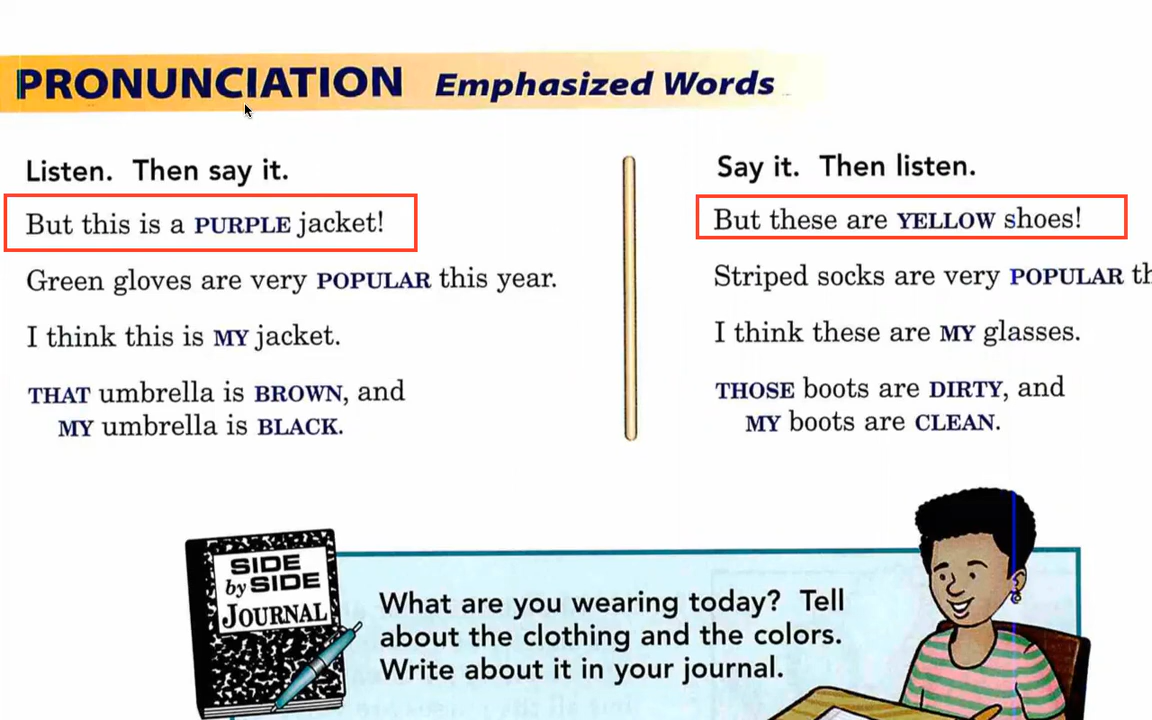 PRONUNCIATION Emphasized Words
Listen. Then say it.
But this is a PURPLE jacket!
Green gloves are very POPULAR this year.
I think this is MY jacket.
THAT umbrella is BROWN, and
MY umbrella is BLACK.
Say it. Then listen.
But these are YELLOW shoes!
Striped socks are very POPULAR th
I think these are MY glasses.
THOSE boots are DIRTY, and
MY boots are CLEAN.
SIDE
by SIDE
JOURNAL
What are you wearing today? Tell
about the clothing and the colors.
Write about it in your journal.